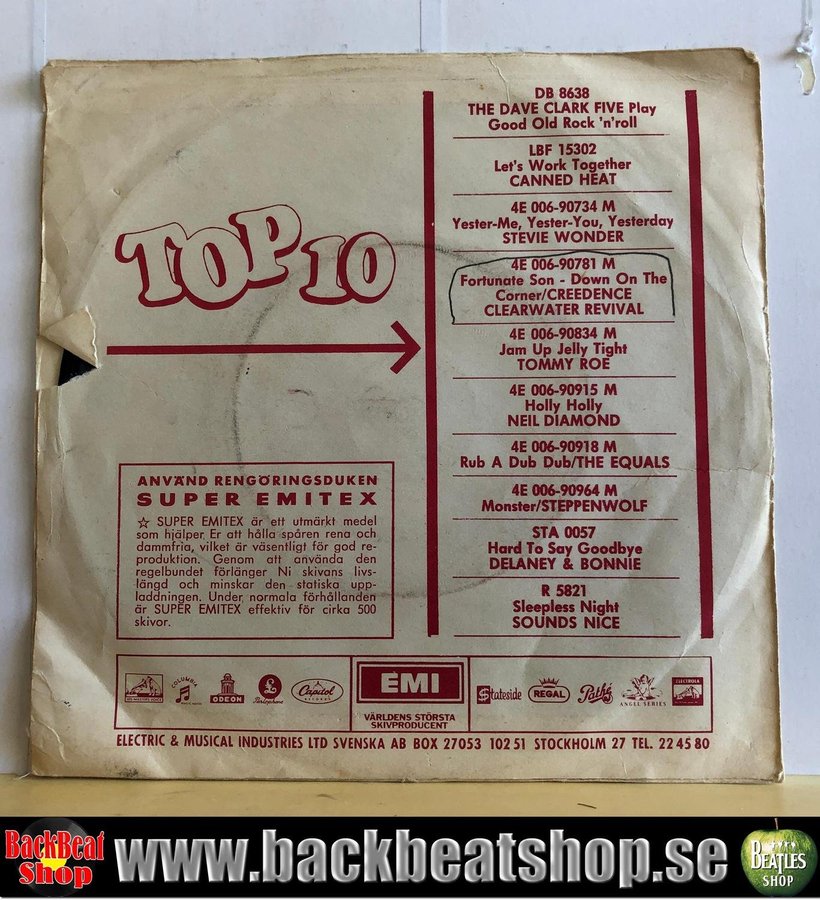 TOP 10
DB 8638
THE DAVE CLARK FIVE Play
Good Old Rock 'n'roll
LBF 15302
Let's Work Together
CANNED HEAT
4E 006-90734 M
Yester-Me, Yester-You, Yesterday
STEVIE WONDER
4E 006-90781 M
Fortunate Son - Down On The
Corner/CREEDENCE
CLEARWATER REVIVAL
4E 006-90834 M
Jam Up Jelly Tight
TOMMY ROE
4E 006-90915 M
Holly Holly
NEIL DIAMOND
4E 006-90918 M
Rub A Dub Dub/THE EQUALS
4E 006-90964 M
Monster/STEPPENWOLF
STA 0057
Hard To Say Goodbye
DELANEY & BONNIE
R 5821
Sleepless Night
SOUNDS NICE
ANVÄND RENGÖRINGSDUKEN
SUPER EMITEX
☆ SUPER EMITEX är ett utmärkt medel
som hjälper Er att hålla spåren rena och
dammfria, vilket är väsentligt för god re-
produktion. Genom att använda den
regelbundet förlänger Ni skivans livs-
längd och minskar den statiska upp-
laddningen. Under normala förhållanden
är SUPER EMITEX effektiv för cirka 500
skivor.
HIS MASTER'S VOICE
COLUMBIA
ODEON
£
Parlophone
Capitol
RECORDS
EMI
VÄRLDENS STÖRSTA
SKIVPRODUCENT
Stateside
REGAL
Pathé
ANGEL SERIES
ELECTROLA
ELECTRIC & MUSICAL INDUSTRIES LTD SVENSKA AB BOX 27053 102 51 STOCKHOLM 27 TEL. 22 45 80
BackBeat
Shop
www.backbeatshop.se
BEATLES
SHOP